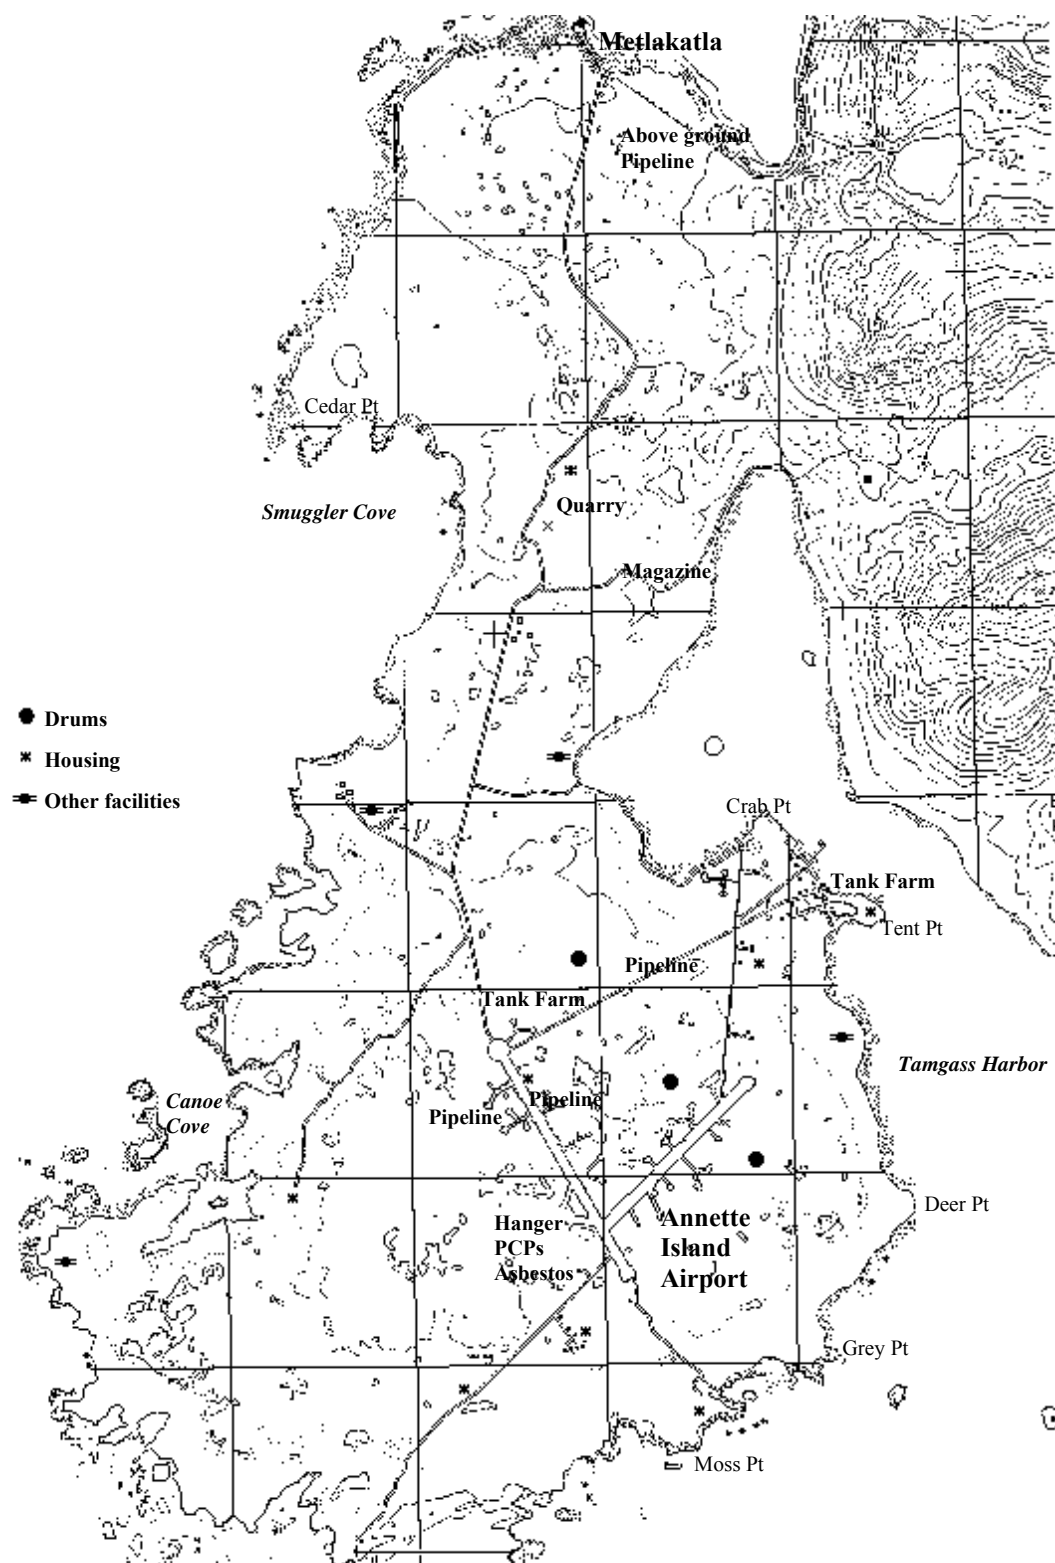 Metlakatla
Above ground
Pipeline
Cedar Pt
Smuggler Cove
Quarry
Magazine
Drums
Housing
Other facilities
Crab Pt
Tank Farm
Tent Pt
Pipeline
Tank Farm
Tamgass Harbor
Canoe
Cove
Pipeline
Pipeline
Deer Pt
Hanger
PCPs
Asbestos
Annette
Island
Airport
Grey Pt
Moss Pt